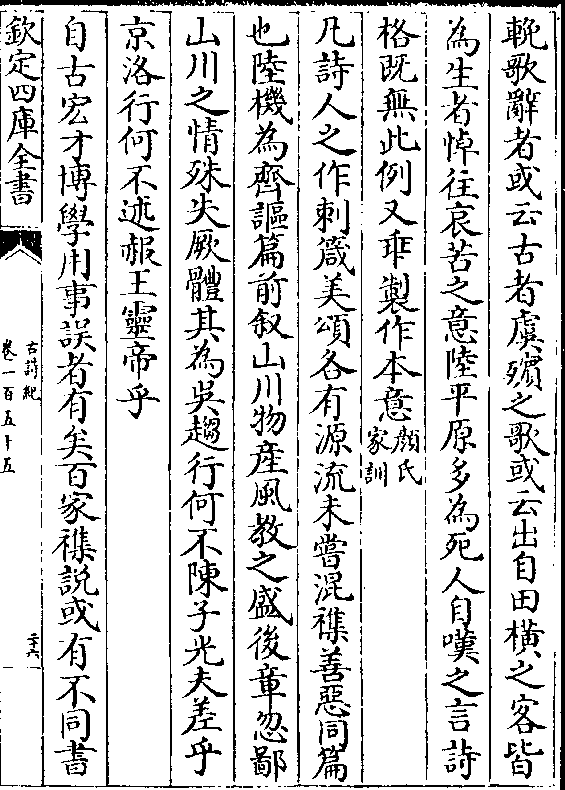 輓歌辭者或云古者虞殯之歌或云出自田橫之客皆
為生者悼往哀苦之意陸平原多為死人自嘆之言詩
格既無此例又乖製作本意顔氏家訓
凡詩人之作刺箴美頌各有源流未嘗混襍善惡同篇
也陸機為齊謳篇前叙山川物産風教之盛後章忽鄙
山川之情殊失厥體其為吳趨行何不陳子光夫差乎
京洛行何不述赧王靈帝乎
自古宏才博學用事誤者有矣百家襍説或有不同書
欽定四庫全書
古詩紀
卷一百五十五